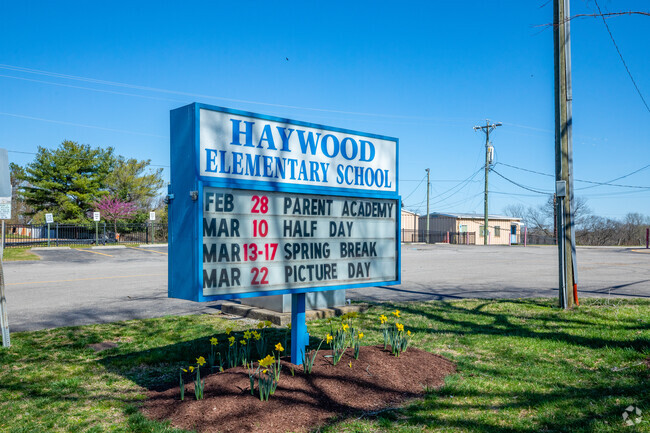 HAYWOOD
ELEMENTARY SCHOOL
FEB 28 PARENT ACADEMY
MAR 10 HALF DAY
MAR 13-17 SPRING BREAK
MAR 22 PICTURE DAY